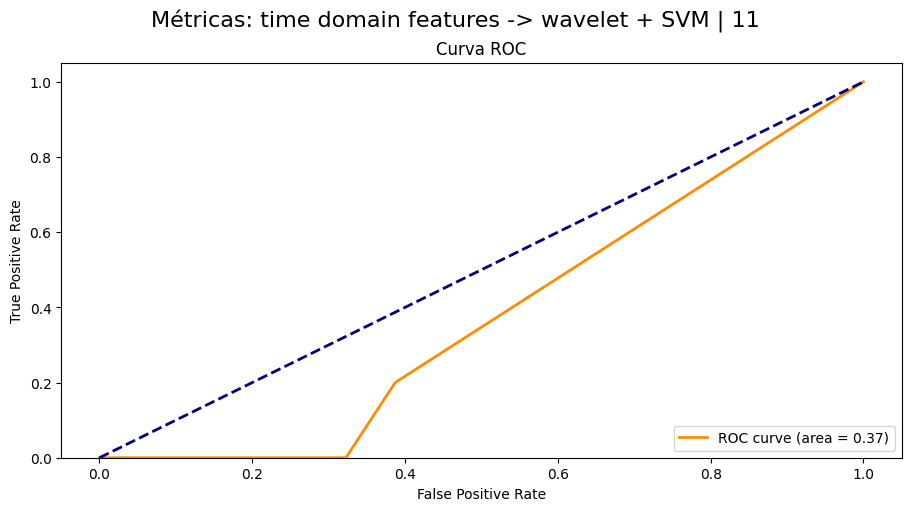 Métricas: time domain features -> wavelet + SVM | 11
Curva ROC
1.0
0.8
0.6
0.4
0.2
0.0
True Positive Rate
ROC curve (area = 0.37)
0.0 0.2 0.4 0.6 0.8 1.0
False Positive Rate